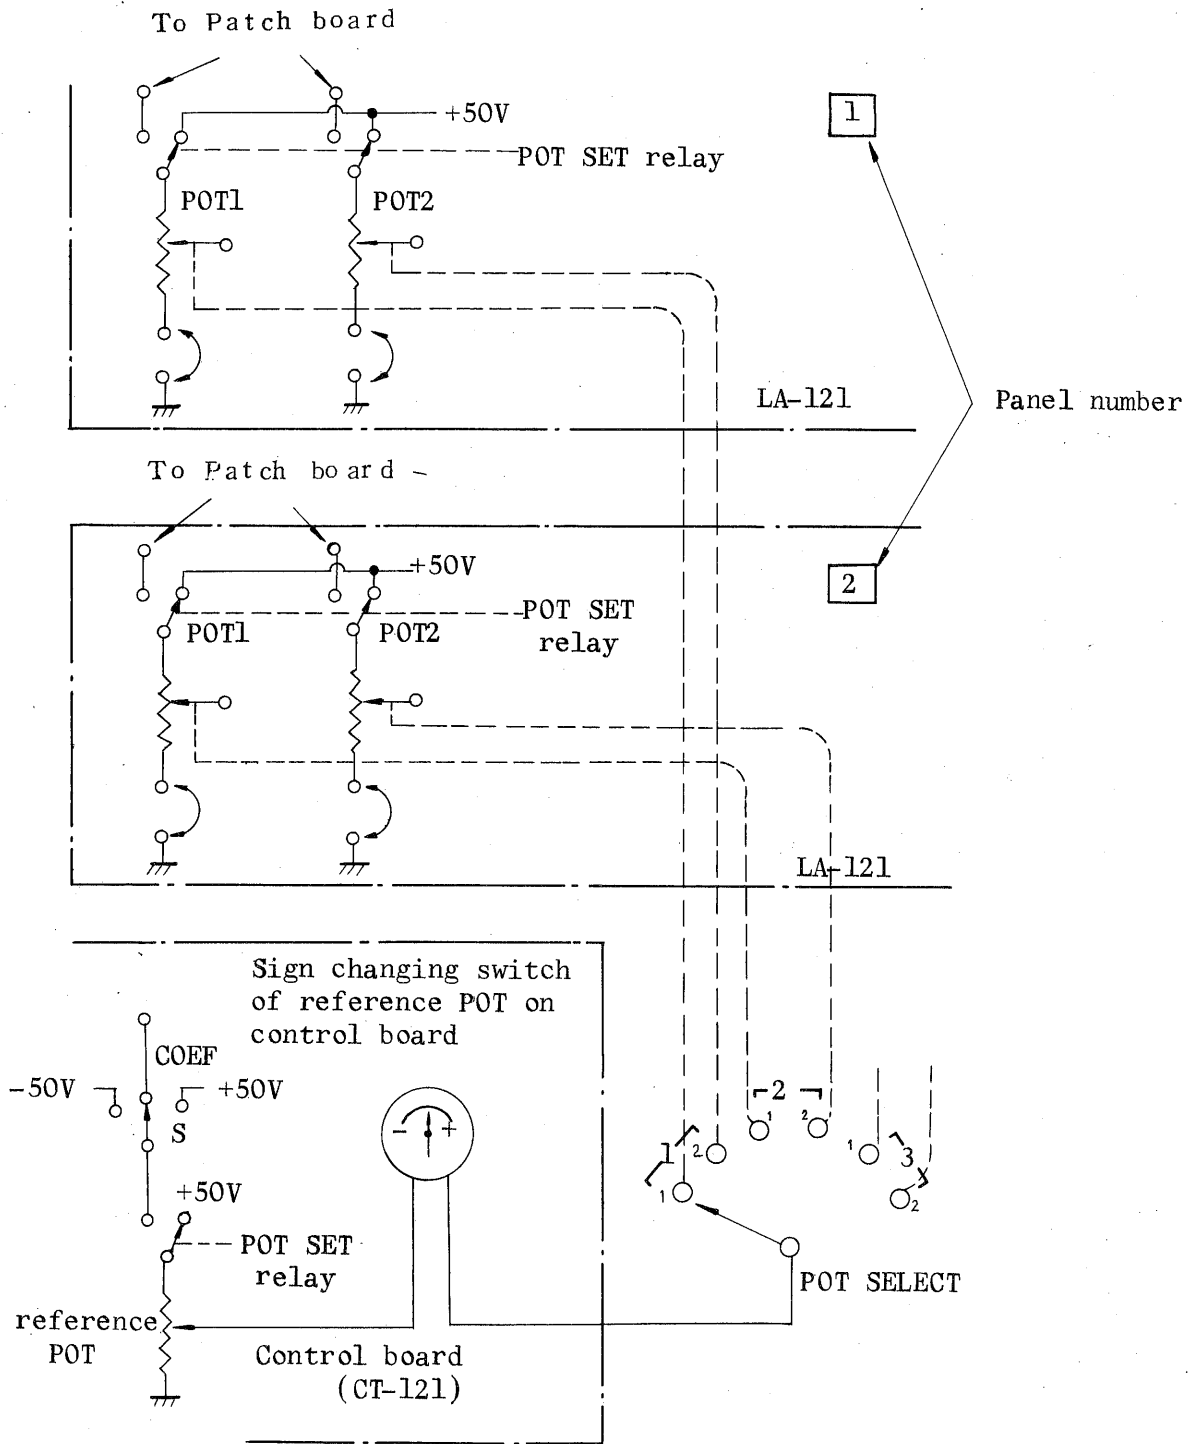 To Patch board
+50V
1
POT SET relay
POT1
POT2
LA-121
Panel number
To Patch board
+50V
2
POT SET
relay
POT1
POT2
LA-121
Sign changing switch
of reference POT on
control board
COEF
-50V
+50V
S
- +
+50V
POT SET
relay
reference
POT
Control board
(CT-121)
2
1 2
1
2
1
1
3
2
POT SELECT